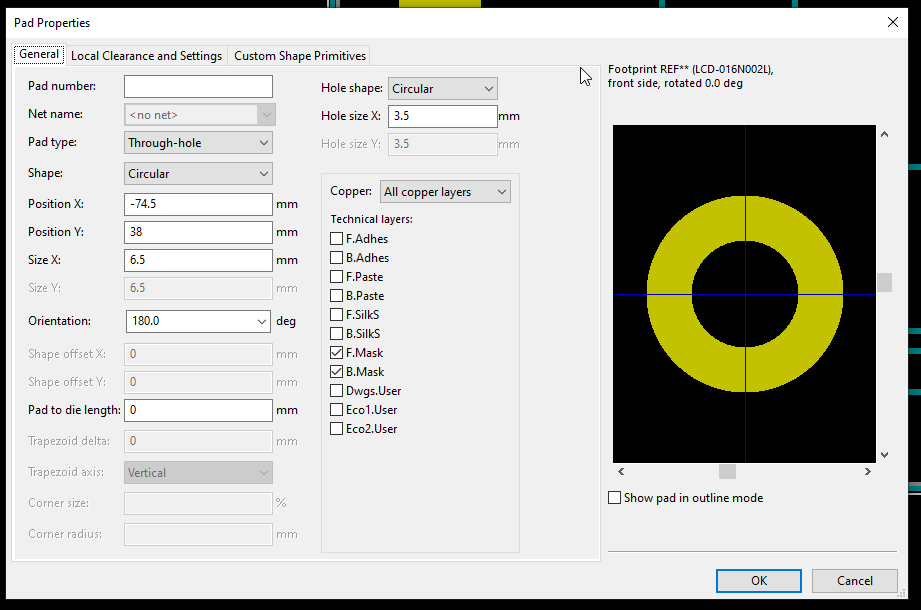 Pad Properties
General
Local Clearance and Settings
Custom Shape Primitives
Pad number:
Net name: <no net>
Pad type: Through-hole
Shape: Circular
Position X: -74.5 mm
Position Y: 38 mm
Size X: 6.5 mm
Size Y: 6.5 mm
Orientation: 180.0 deg
Shape offset X: 0 mm
Shape offset Y: 0 mm
Pad to die length: 0 mm
Trapezoid delta: 0 mm
Trapezoid axis: Vertical
Corner size: %
Corner radius: mm
Hole shape: Circular
Hole size X: 3.5 mm
Hole size Y: 3.5 mm
Copper: All copper layers
Technical layers:
F.Adhes
B.Adhes
F.Paste
B.Paste
F.SilkS
B.SilkS
F.Mask
B.Mask
Dwgs.User
Eco1.User
Eco2.User
Footprint REF** (LCD-016N002L),
front side, rotated 0.0 deg
Show pad in outline mode
OK
Cancel